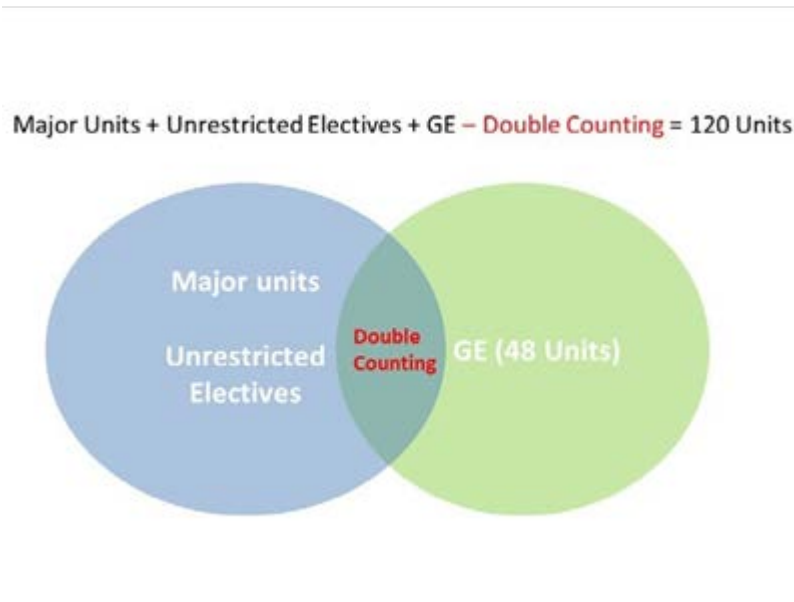 Major Units + Unrestricted Electives + GE – Double Counting = 120 Units
Major units
Unrestricted
Electives
Double
Counting
GE (48 Units)